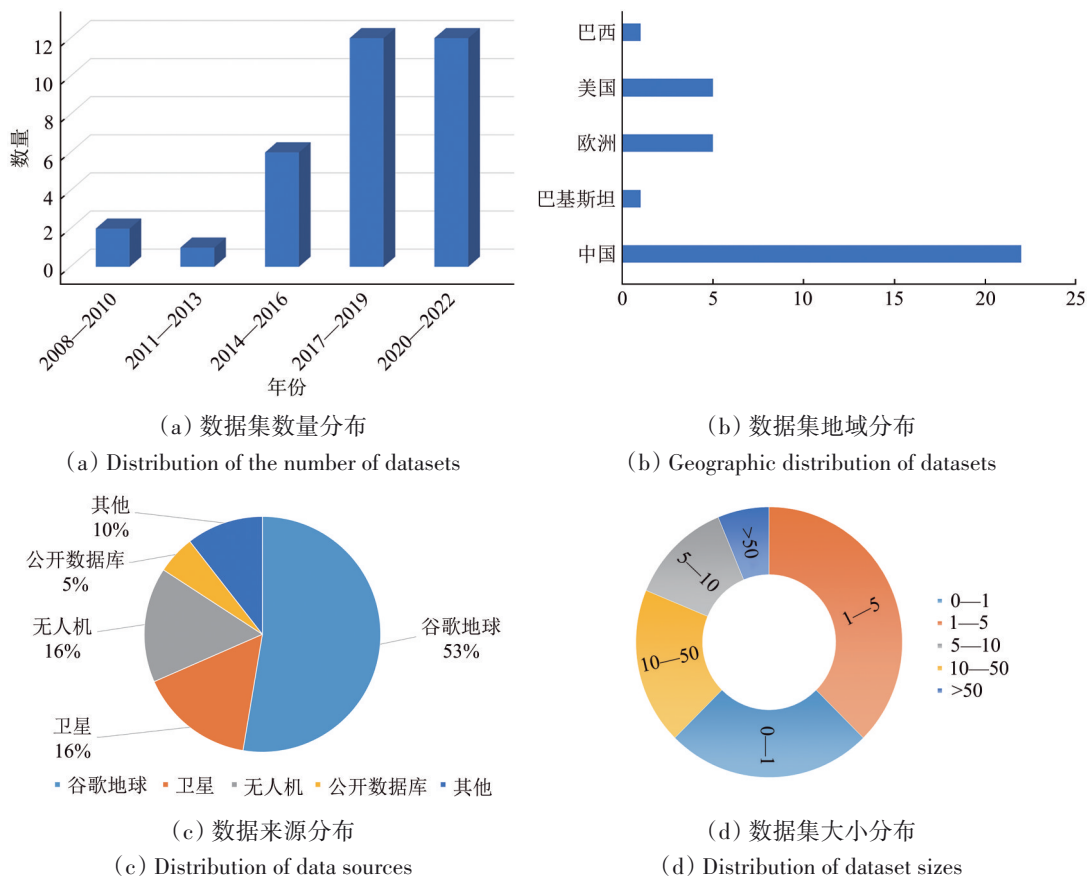 12
10
8
6
4
2
0
数量
2008—2010
2011—2013
2014—2016
2017—2019
2020—2022
年份
(a) 数据集数量分布
(a) Distribution of the number of datasets
巴西
美国
欧洲
巴基斯坦
中国
0 5 10 15 20 25
(b) 数据集地域分布
(b) Geographic distribution of datasets
其他
10%
公开数据库
5%
无人机
16%
卫星
16%
谷歌地球
53%
谷歌地球 卫星 无人机 公开数据库 其他
(c) 数据来源分布
(c) Distribution of data sources
>50
5—10
1—5
10—50
0—1
0—1
1—5
5—10
10—50
>50
(d) 数据集大小分布
(d) Distribution of dataset sizes